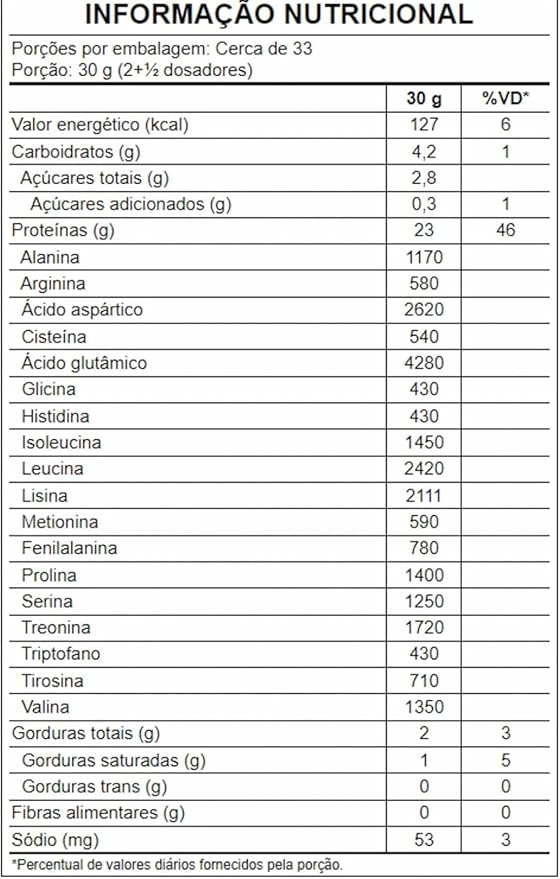 INFORMAÇÃO NUTRICIONAL
Porções por embalagem: Cerca de 33
Porção: 30 g (2+½ dosadores)
30 g %VD*
Valor energético (kcal) 127 6
Carboidratos (g) 4,2 1
Açúcares totais (g) 2,8
Açúcares adicionados (g) 0,3 1
Proteínas (g) 23 46
Alanina 1170
Arginina 580
Ácido aspártico 2620
Cisteína 540
Ácido glutâmico 4280
Glicina 430
Histidina 430
Isoleucina 1450
Leucina 2420
Lisina 2111
Metionina 590
Fenilalanina 780
Prolina 1400
Serina 1250
Treonina 1720
Triptofano 430
Tirosina 710
Valina 1350
Gorduras totais (g) 2 3
Gorduras saturadas (g) 1 5
Gorduras trans (g) 0 0
Fibras alimentares (g) 0 0
Sódio (mg) 53 3
*Percentual de valores diários fornecidos pela porção.